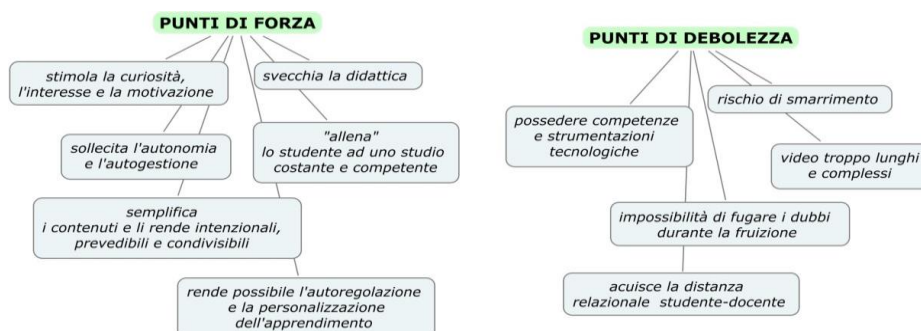 PUNTI DI FORZA
stimola la curiosità,
l'interesse e la motivazione
svecchia la didattica
sollecita l'autonomia
e l'autogestione
"allena"
lo studente ad uno studio
costante e competente
semplifica
i contenuti e li rende intenzionali,
prevedibili e condivisibili
rende possibile l'autoregolazione
e la personalizzazione
dell'apprendimento
PUNTI DI DEBOLEZZA
rischio di smarrimento
possedere competenze
e strumentazioni
tecnologiche
video troppo lunghi
e complessi
impossibilità di fugare i dubbi
durante la fruizione
acuisce la distanza
relazionale studente-docente